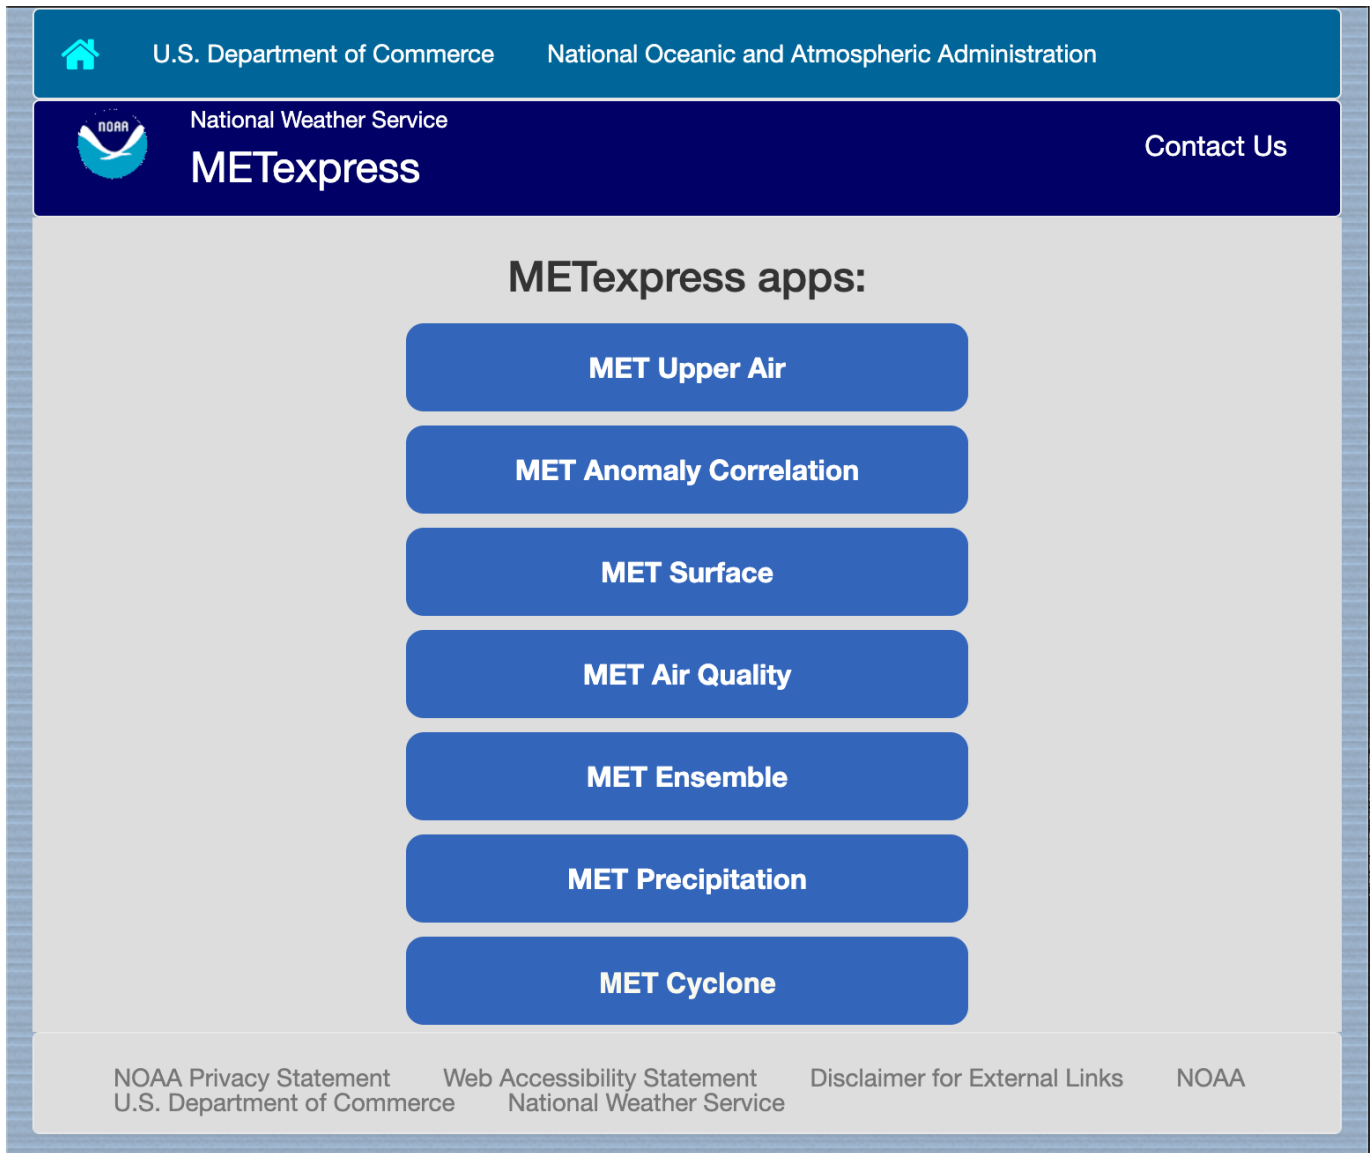 U.S. Department of Commerce National Oceanic and Atmospheric Administration
NOAA
National Weather Service
METexpress
Contact Us
METexpress apps:
MET Upper Air
MET Anomaly Correlation
MET Surface
MET Air Quality
MET Ensemble
MET Precipitation
MET Cyclone
NOAA Privacy Statement Web Accessibility Statement Disclaimer for External Links NOAA
U.S. Department of Commerce National Weather Service